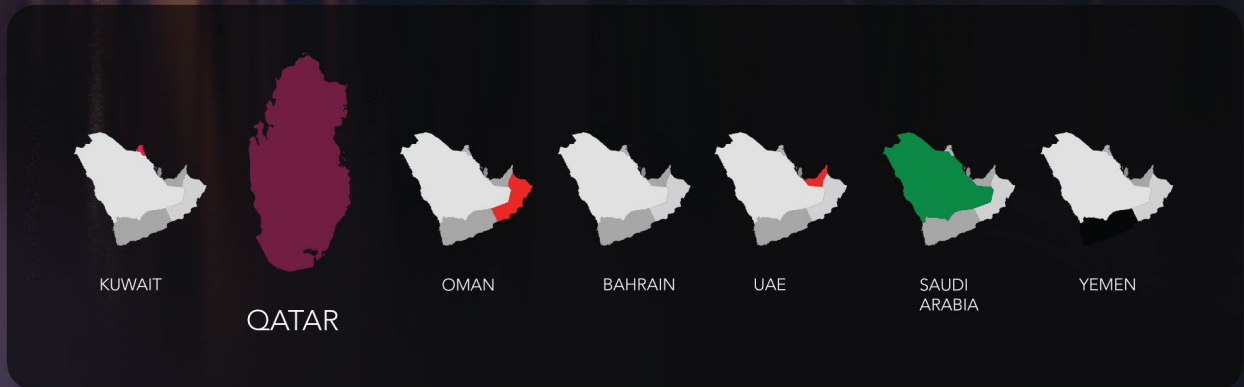 KUWAIT
QATAR
OMAN
BAHRAIN
UAE
SAUDI
ARABIA
YEMEN